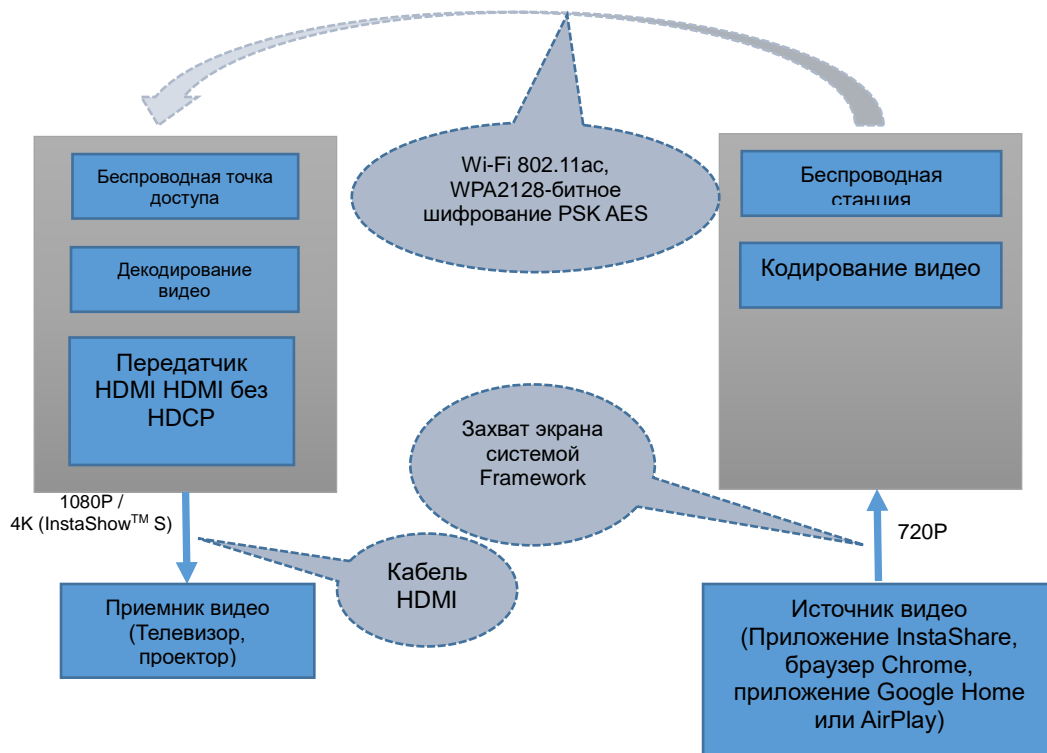 Wi-Fi 802.11ac,
WPA2128-битное
шифрование PSK AES
Беспроводная точка
доступа
Декодирование
видео
Передатчик
HDMI HDMI без
HDCP
1080P /
4K (InstaShow™ S)
Кабель
HDMI
Приемник видео
(Телевизор,
проектор)
Беспроводная
станция
Кодирование видео
Захват экрана
системой
Framework
720P
Источник видео
(Приложение InstaShare,
браузер Chrome,
приложение Google Home
или AirPlay)